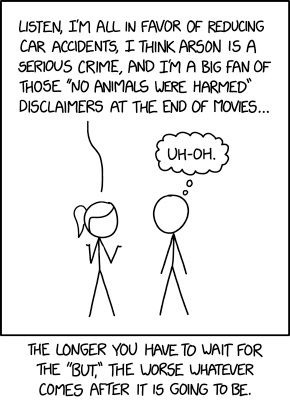 LISTEN, I'M ALL IN FAVOR OF REDUCING
CAR ACCIDENTS, I THINK ARSON IS A
SERIOUS CRIME, AND I'M A BIG FAN OF
THOSE "NO ANIMALS WERE HARMED"
DISCLAIMERS AT THE END OF MOVIES...
UH-OH.
THE LONGER YOU HAVE TO WAIT FOR
THE "BUT," THE WORSE WHATEVER
COMES AFTER IT IS GOING TO BE.